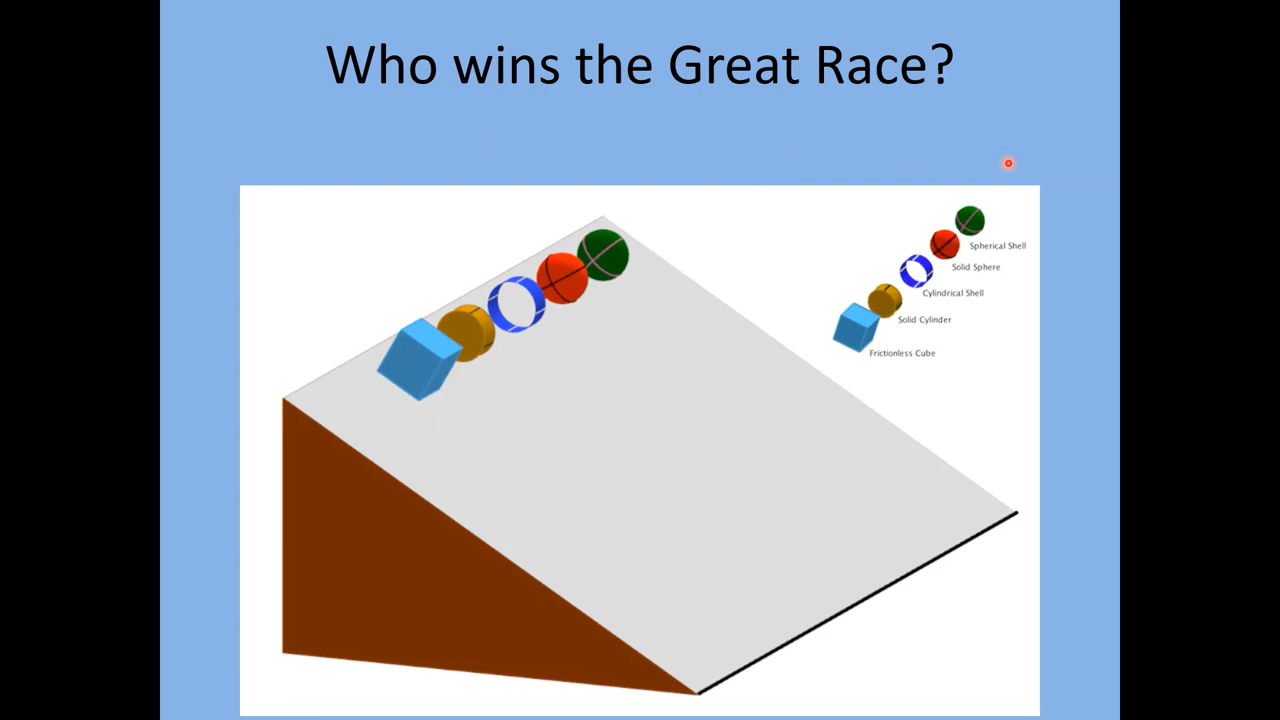 Who wins the Great Race?
Spherical Shell
Solid Sphere
Cylindrical Shell
Solid Cylinder
Frictionless Cube